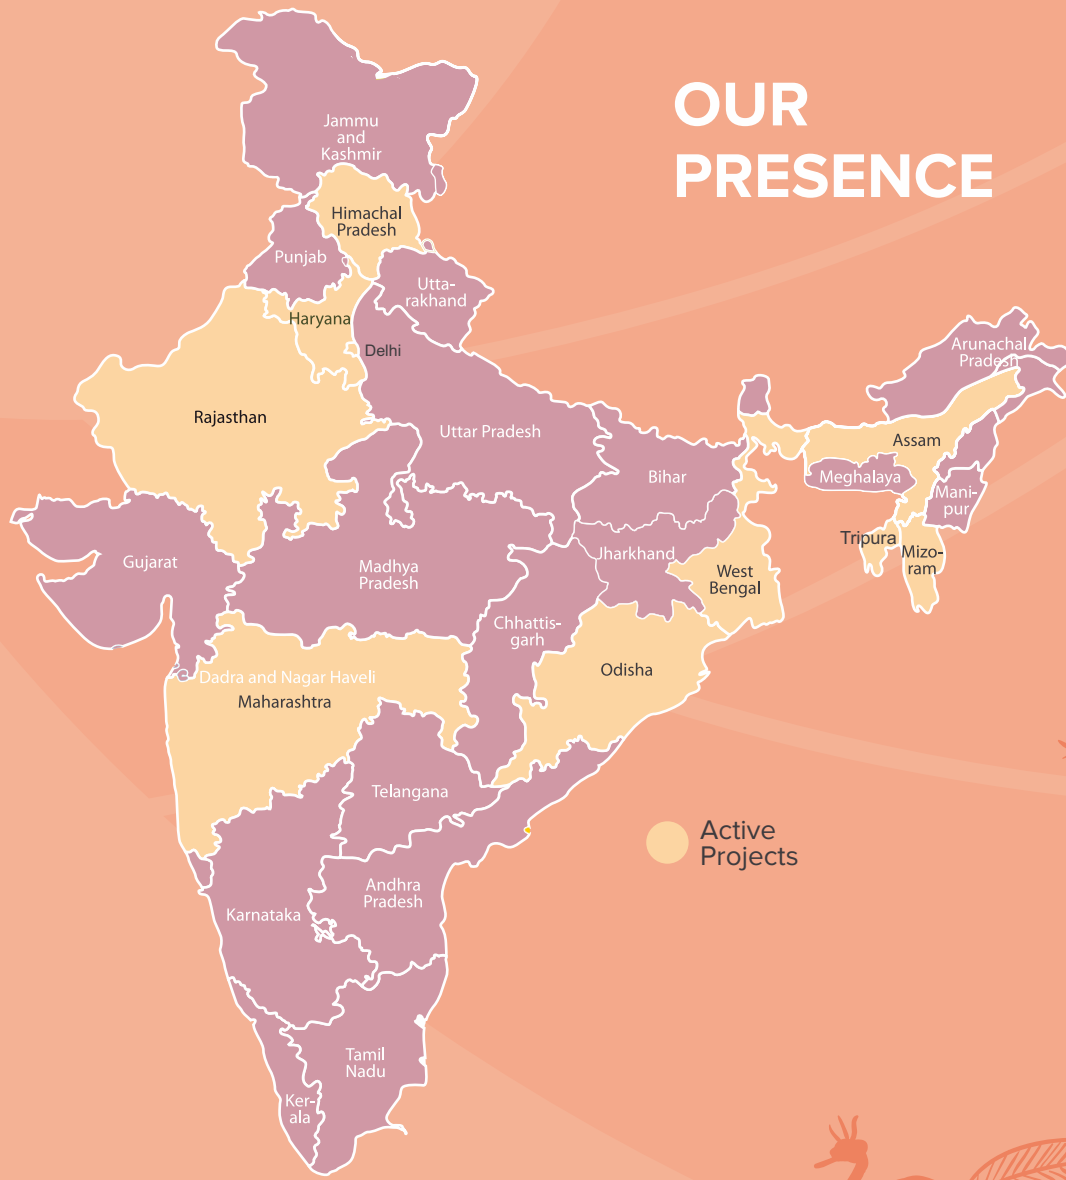 OUR
PRESENCE
Jammu
and
Kashmir
Himachal
Pradesh
Punjab
Utta-
rakhand
Haryana
Delhi
Rajasthan
Uttar Pradesh
Arunachal
Pradesh
Assam
Bihar
Meghalaya
Mani-
pur
Tripura
Mizo-
ram
Gujarat
Madhya
Pradesh
Jharkhand
West
Bengal
Chhattis-
garh
Odisha
Dadra and Nagar Haveli
Maharashtra
Telangana
Active
Projects
Andhra
Pradesh
Karnataka
Tamil
Nadu
Ker-
ala